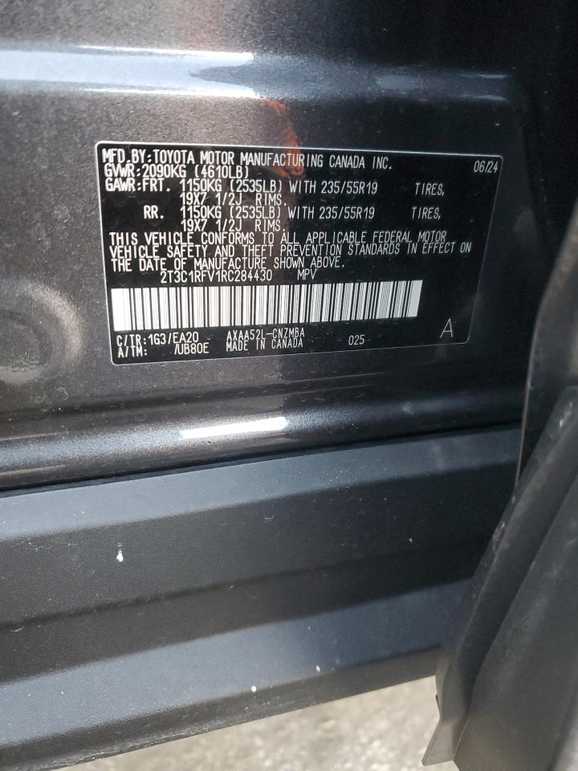 MFD.BY:TOYOTA MOTOR MANUFACTURING CANADA INC. 06/24
GVWR:2090KG (4610LB)
GAWR:FRT. 1150KG (2535LB) WITH 235/55R19 TIRES,
19X7 1/2J RIMS.
RR. 1150KG (2535LB) WITH 235/55R19 TIRES,
19X7 1/2J RIMS.
THIS VEHICLE CONFORMS TO ALL APPLICABLE FEDERAL MOTOR
VEHICLE SAFETY AND THEFT PREVENTION STANDARDS IN EFFECT ON
THE DATE OF MANUFACTURE SHOWN ABOVE.
2T3C1RFV1RC284430 MPV
C/TR:1G3/EA20 AXAA52L-CNZMBA 025 A
A/TM: /UB80E MADE IN CANADA